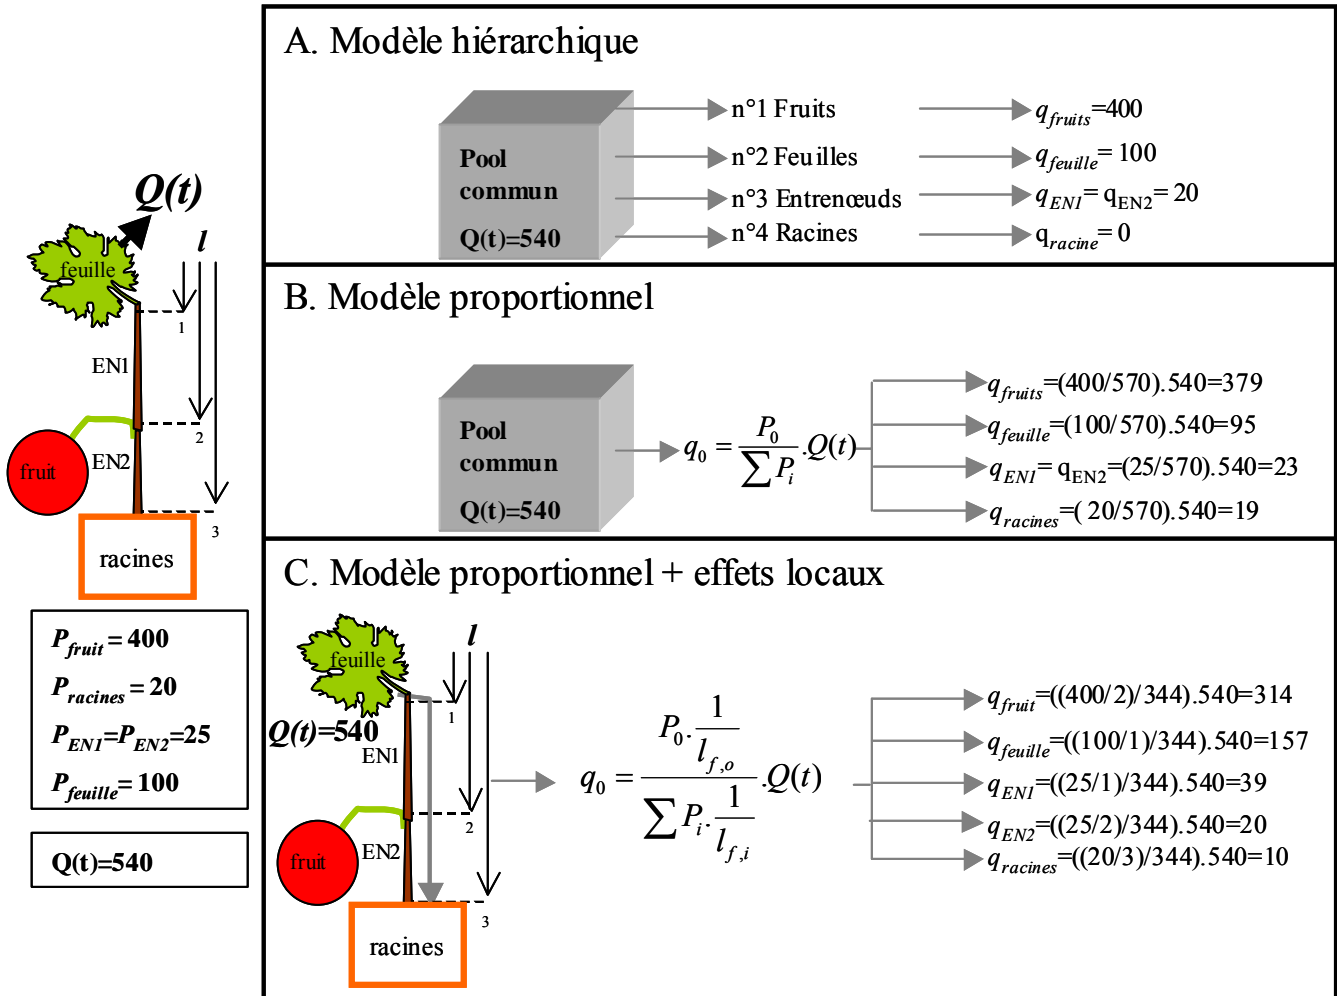 Q(t)
l
feuille
1
EN1
2
fruit
EN2
3
racines
P_fruit = 400
P_racines = 20
P_EN1=P_EN2=25
P_feuille= 100
Q(t)=540
A. Modèle hiérarchique
Pool
commun
Q(t)=540
n°1 Fruits
q_fruits=400
n°2 Feuilles
q_feuille= 100
n°3 Entrenœuds
q_EN1= q_EN2= 20
n°4 Racines
q_racine= 0
B. Modèle proportionnel
Pool
commun
Q(t)=540
q_0 = P_0 / ∑ P_i .Q(t)
q_fruits=(400/570).540=379
q_feuille=(100/570).540=95
q_EN1= q_EN2=(25/570).540=23
q_racines=( 20/570).540=19
C. Modèle proportionnel + effets locaux
l
feuille
1
Q(t)=540
EN1
2
fruit
EN2
3
racines
q_0 = P_0. 1/l_f,o / ∑ P_i. 1/l_f,i .Q(t)
q_fruit=((400/2)/344).540=314
q_feuille=((100/1)/344).540=157
q_EN1=((25/1)/344).540=39
q_EN2=((25/2)/344).540=20
q_racines=((20/3)/344).540=10